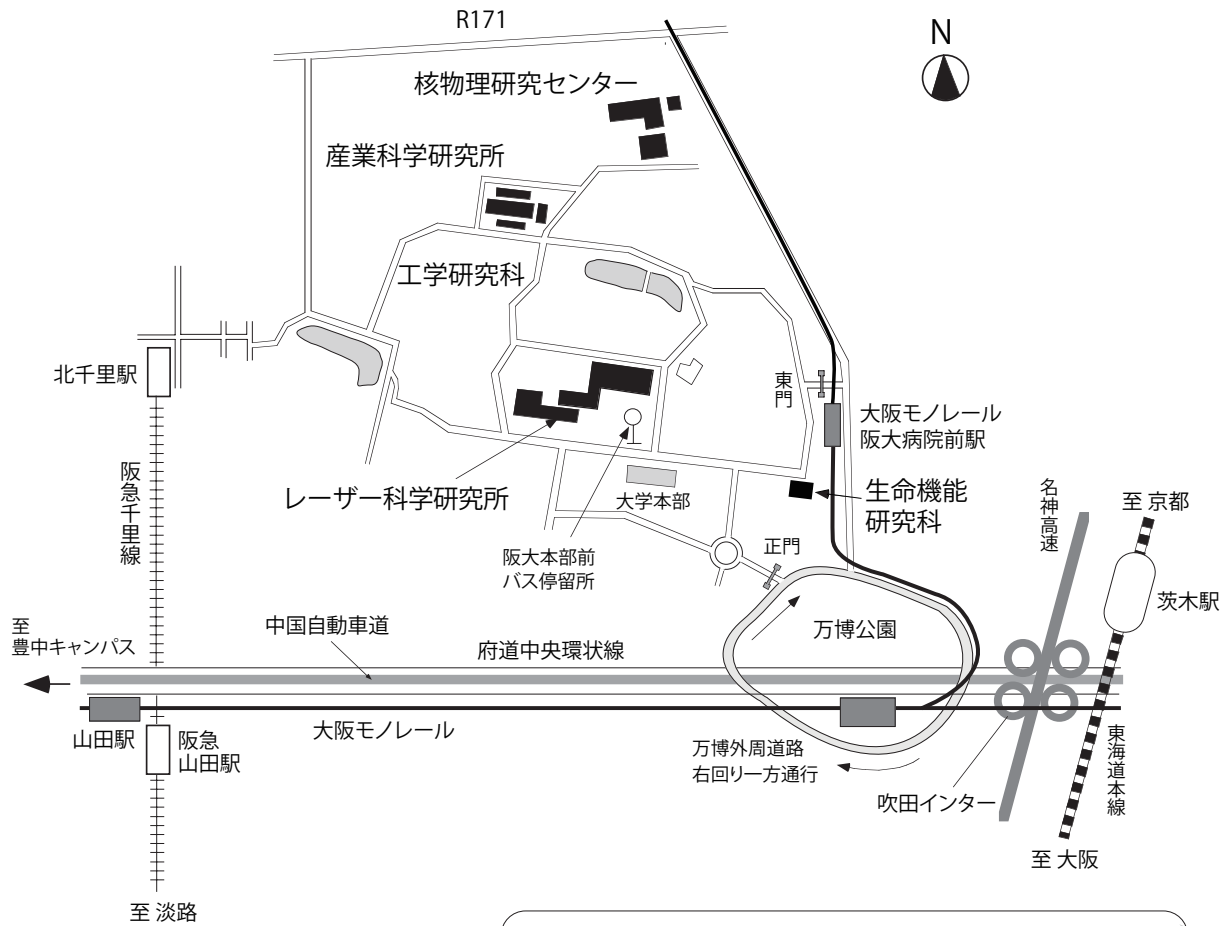 R171
N
核物理研究センター
産業科学研究所
工学研究科
北千里駅
東門
大阪モノレール
阪大病院前駅
阪急千里線
レーザー科学研究所
大学本部
生命機能
研究科
名神高速
至 京都
阪大本部前
バス停留所
正門
茨木駅
至
豊中キャンパス
中国自動車道
府道中央環状線
万博公園
山田駅
阪急
山田駅
大阪モノレール
万博外周道路
右回り一方通行
吹田インター
東海道本線
至 大阪
至 淡路